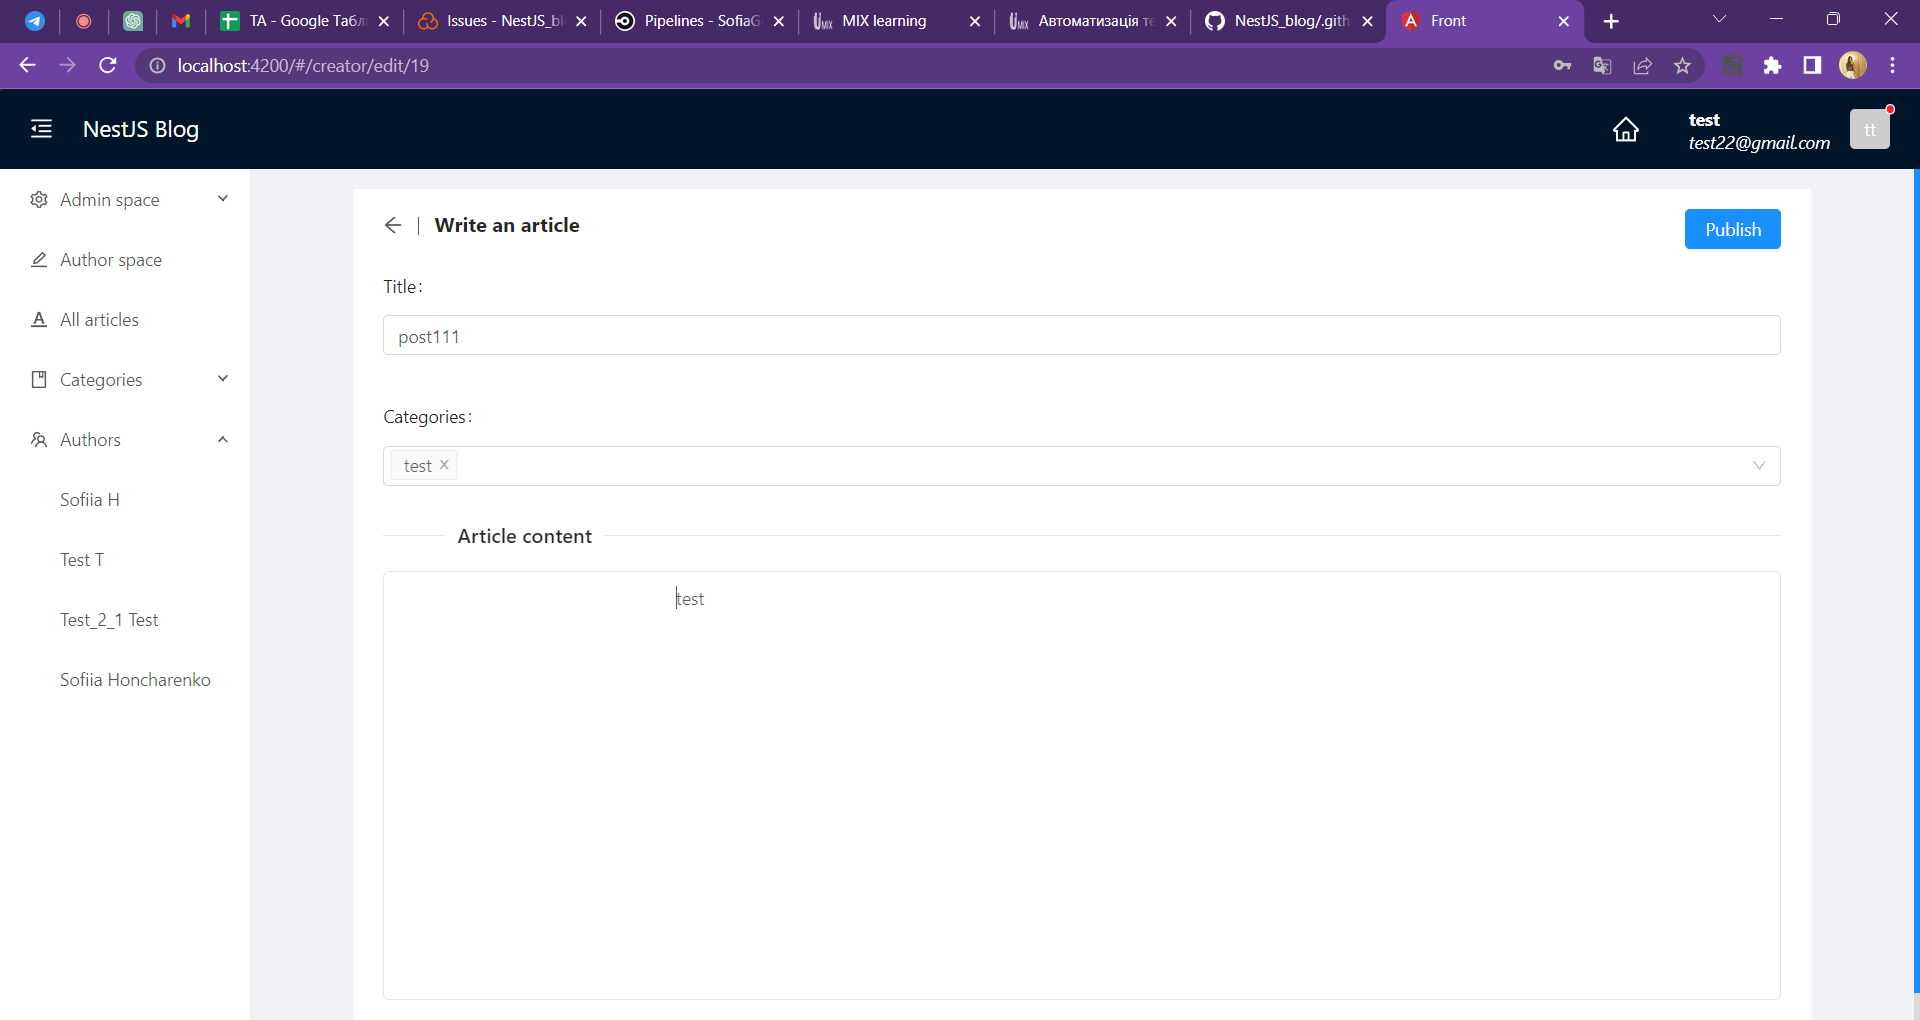 TA - Google Табл
Issues - NestJS_bl
Pipelines - SofiaG
MIX learning
Автоматизація те
NestJS_blog/.gith
Front
localhost:4200/#/creator/edit/19
NestJS Blog
test
test22@gmail.com
tt
Admin space
Author space
All articles
Categories
Authors
Sofiia H
Test T
Test_2_1 Test
Sofiia Honcharenko
Write an article
Publish
Title:
post111
Categories:
test
Article content
test